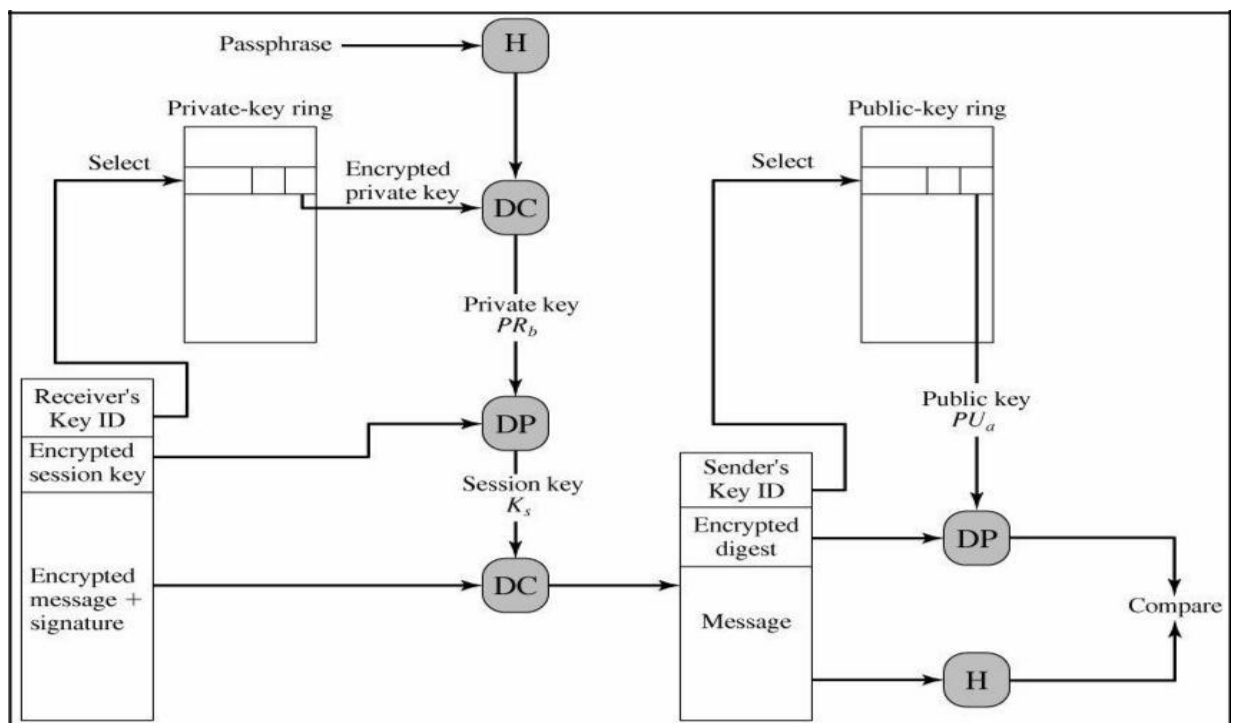 Passphrase
H
Private-key ring
Public-key ring
Select
Encrypted
private key
Select
DC
Private key
PR_b
Receiver's
Key ID
Encrypted
session key
DP
Public key
PU_a
Session key
K_s
Sender's
Key ID
Encrypted
digest
DP
Encrypted
message +
signature
DC
Message
Compare
H